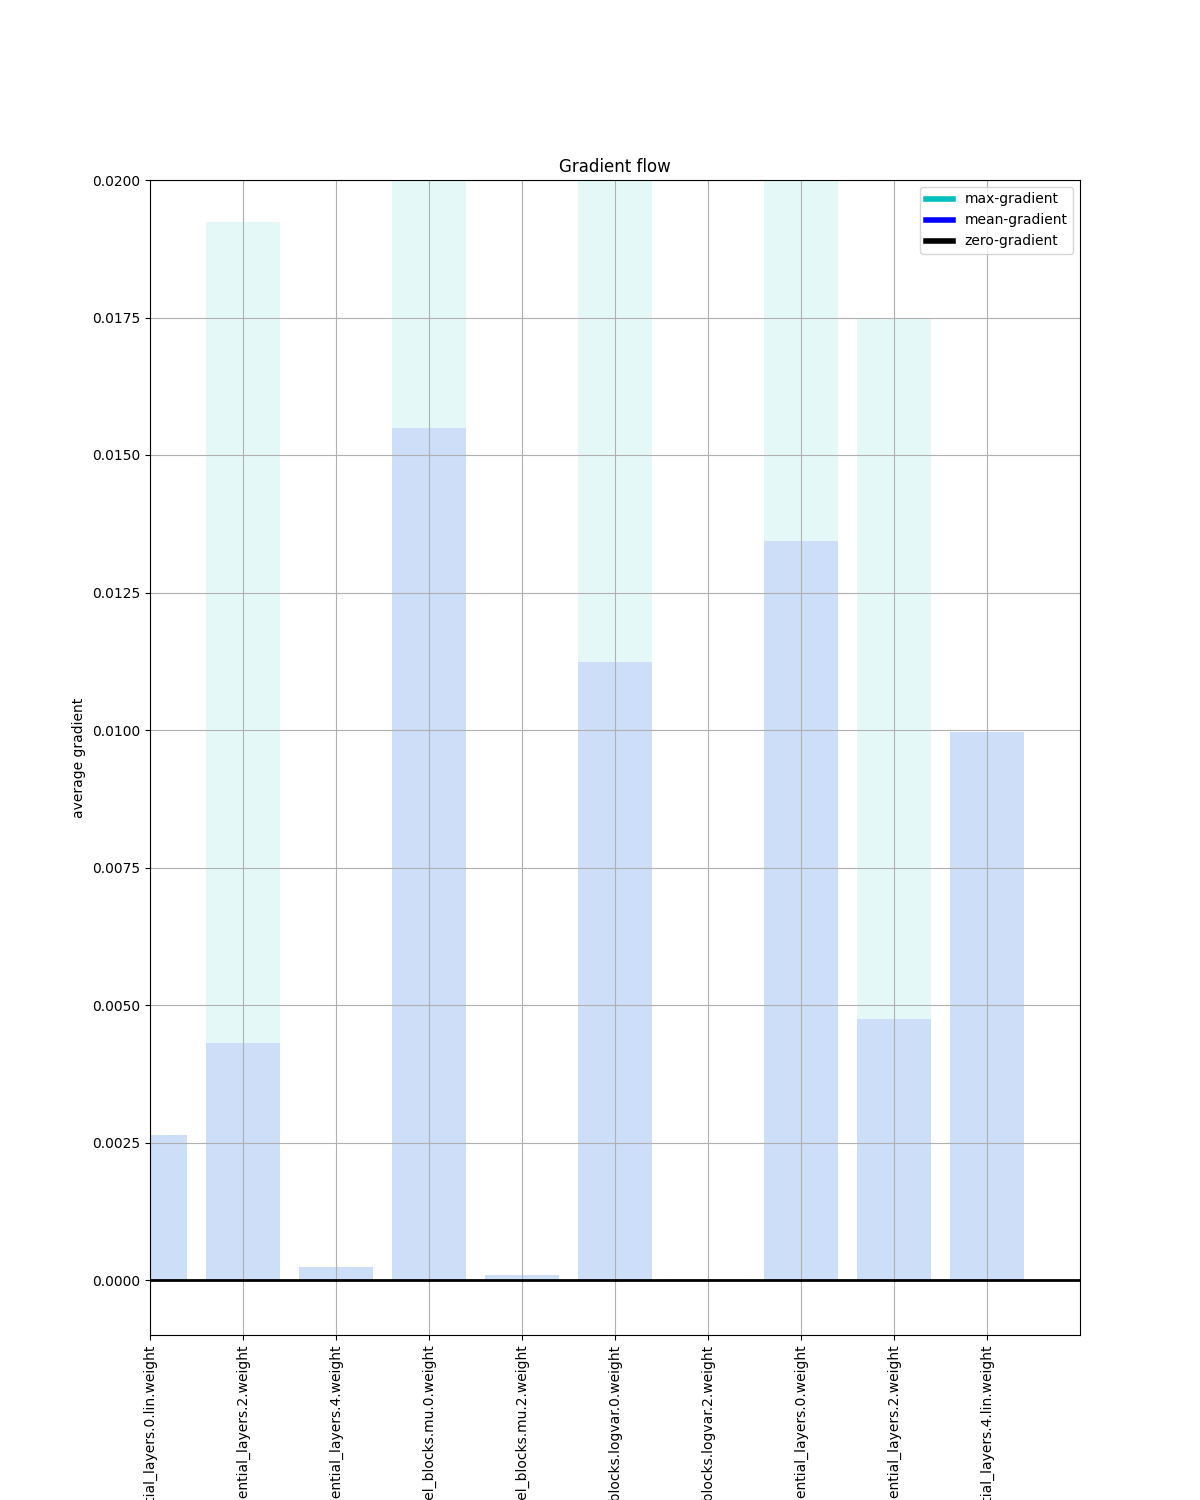 Gradient flow
max-gradient
mean-gradient
zero-gradient
0.0200
0.0175
0.0150
0.0125
0.0100
0.0075
0.0050
0.0025
0.0000
average gradient
tial_layers.0.lin.weight
ential_layers.2.weight
ential_layers.4.weight
el_blocks.mu.0.weight
el_blocks.mu.2.weight
blocks.logvar.0.weight
blocks.logvar.2.weight
ential_layers.0.weight
ential_layers.2.weight
tial_layers.4.lin.weight